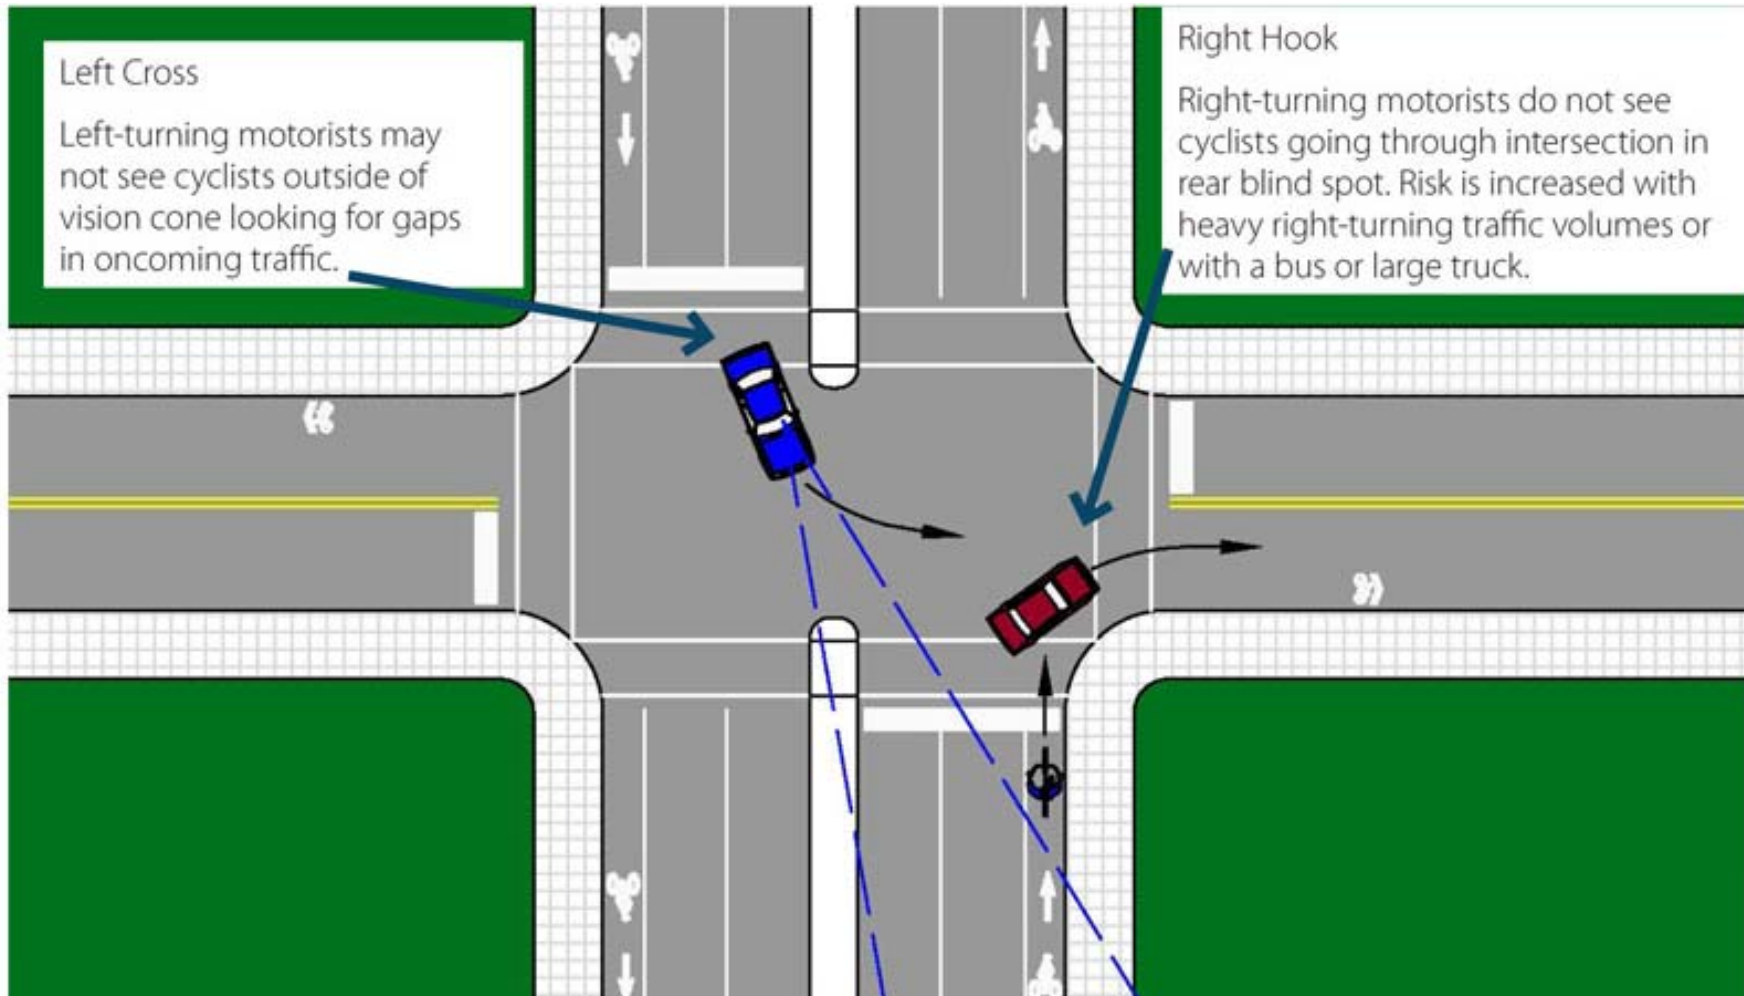 Left Cross
Left-turning motorists may
not see cyclists outside of
vision cone looking for gaps
in oncoming traffic.
Right Hook
Right-turning motorists do not see
cyclists going through intersection in
rear blind spot. Risk is increased with
heavy right-turning traffic volumes or
with a bus or large truck.